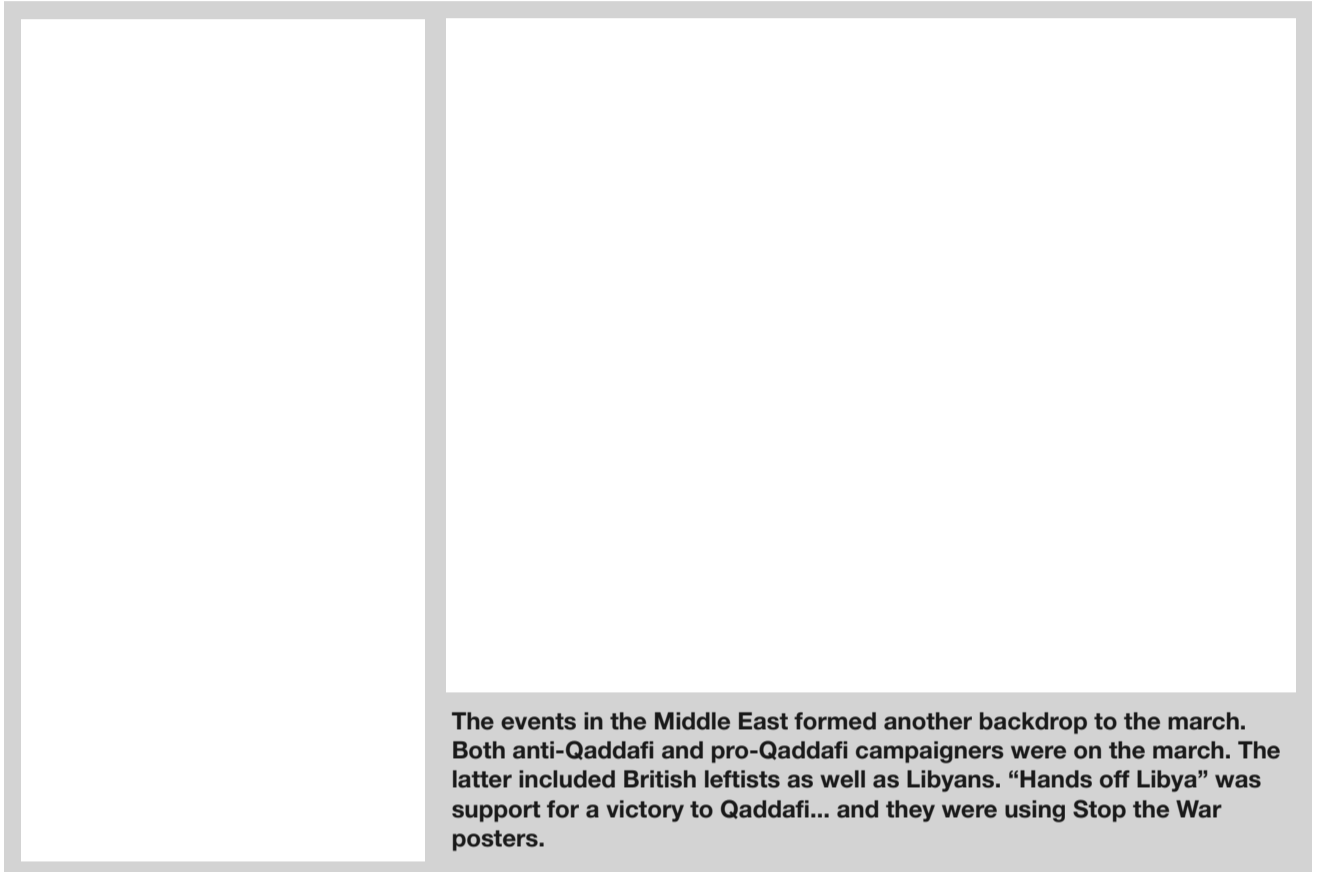 The events in the Middle East formed another backdrop to the march.
Both anti-Qaddafi and pro-Qaddafi campaigners were on the march. The
latter included British leftists as well as Libyans. “Hands off Libya” was
support for a victory to Qaddafi... and they were using Stop the War
posters.